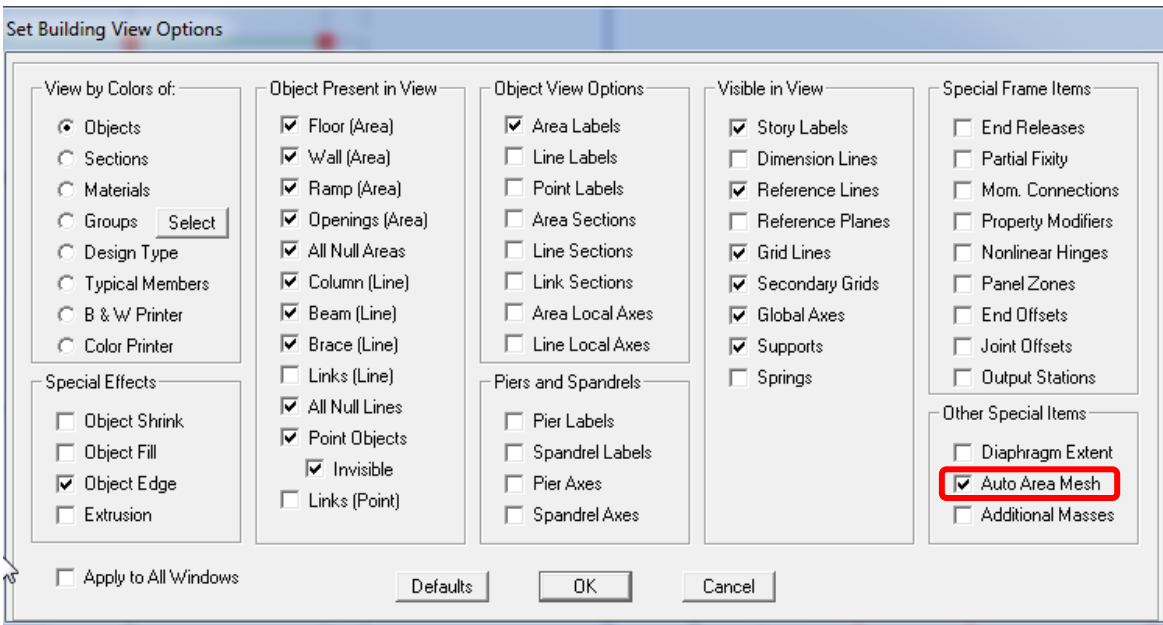 Set Building View Options
View by Colors of:
Objects
Sections
Materials
Groups Select
Design Type
Typical Members
B & W Printer
Color Printer
Special Effects
Object Shrink
Object Fill
Object Edge
Extrusion
Object Present in View
Floor (Area)
Wall (Area)
Ramp (Area)
Openings (Area)
All Null Areas
Column (Line)
Beam (Line)
Brace (Line)
Links (Line)
All Null Lines
Point Objects
Invisible
Links (Point)
Object View Options
Area Labels
Line Labels
Point Labels
Area Sections
Line Sections
Link Sections
Area Local Axes
Line Local Axes
Piers and Spandrels
Pier Labels
Spandrel Labels
Pier Axes
Spandrel Axes
Visible in View
Story Labels
Dimension Lines
Reference Lines
Reference Planes
Grid Lines
Secondary Grids
Global Axes
Supports
Springs
Special Frame Items
End Releases
Partial Fixity
Mom. Connections
Property Modifiers
Nonlinear Hinges
Panel Zones
End Offsets
Joint Offsets
Output Stations
Other Special Items
Diaphragm Extent
Auto Area Mesh
Additional Masses
Apply to All Windows
Defaults OK Cancel